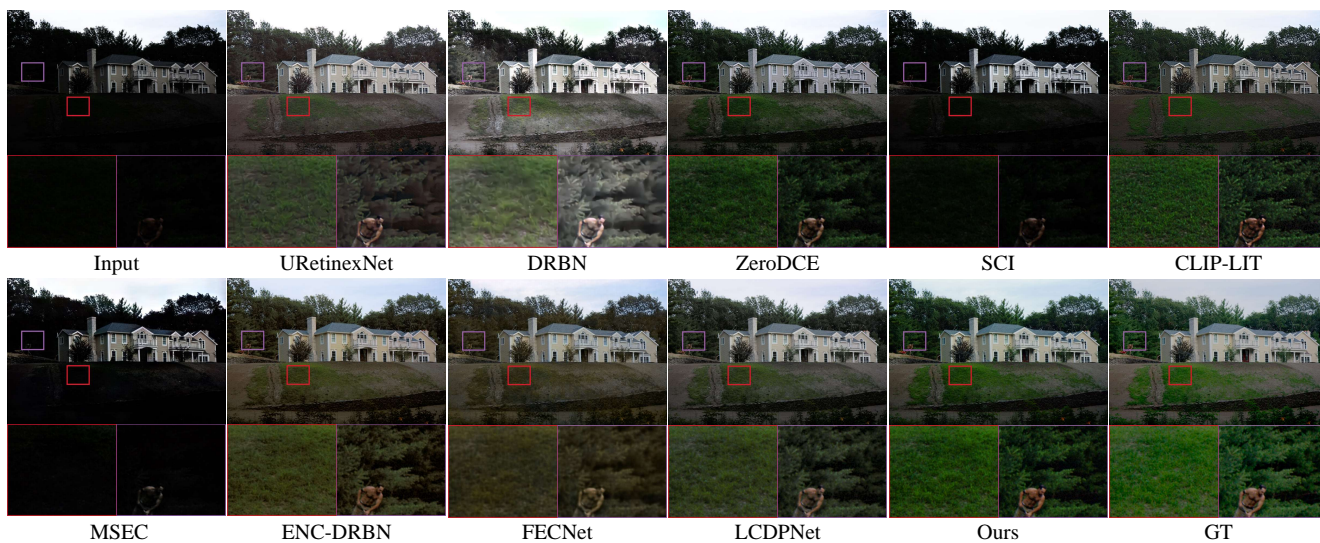 Input URetinexNet DRBN ZeroDCE SCI CLIP-LIT
MSEC ENC-DRBN FECNet LCDPNet Ours GT